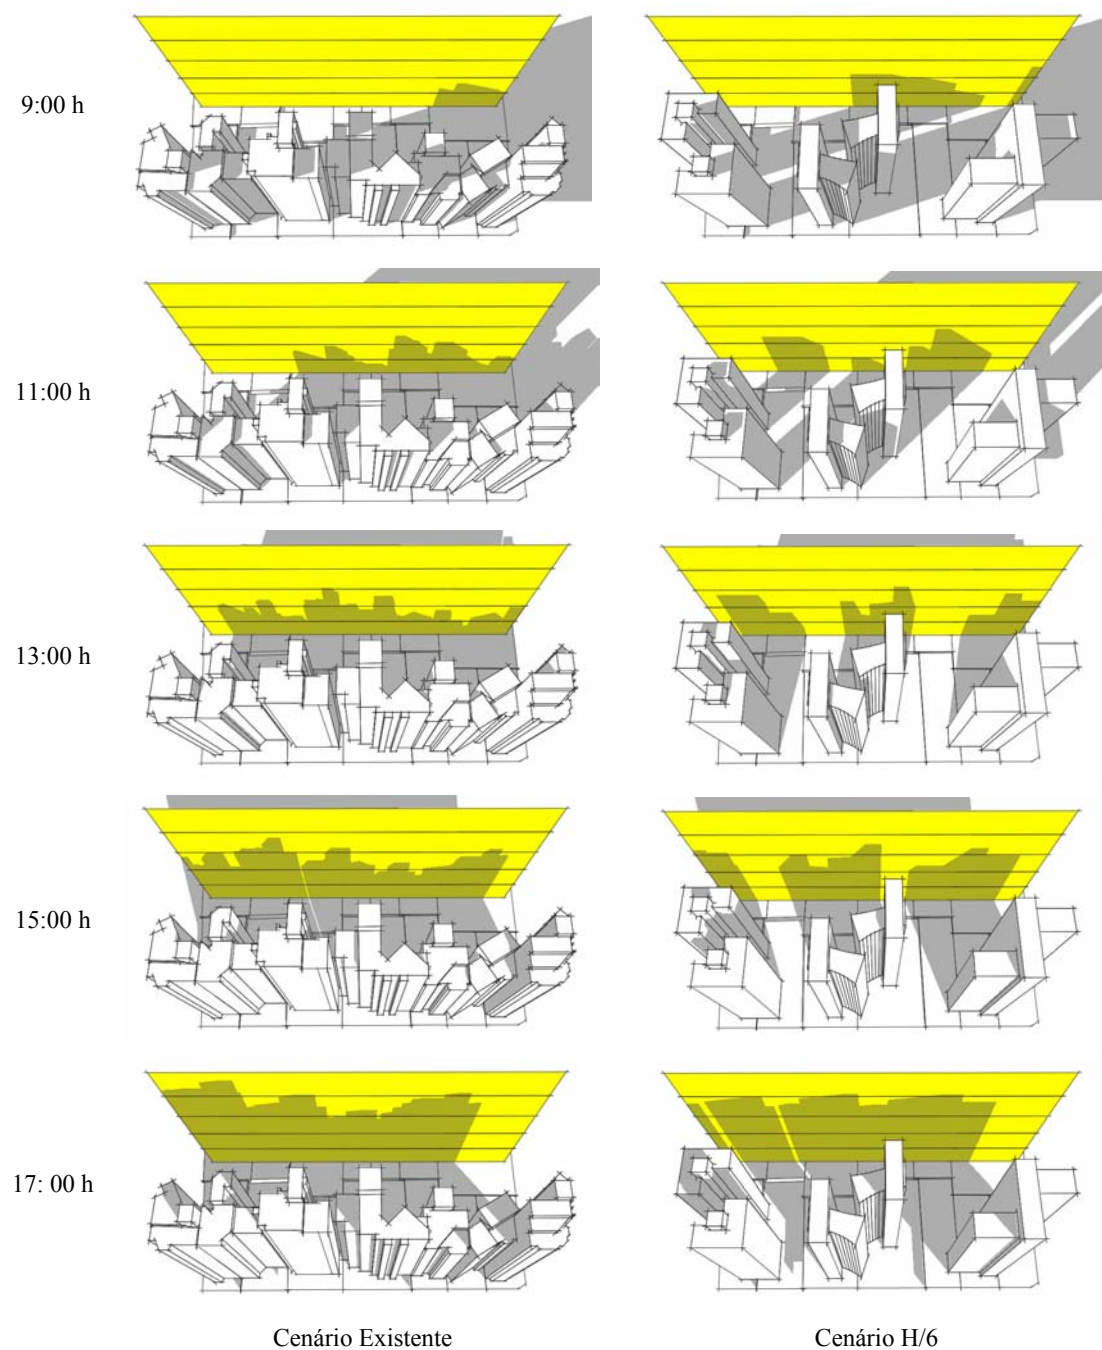 9:00 h
11:00 h
13:00 h
15:00 h
17: 00 h
Cenário Existente
Cenário H/6